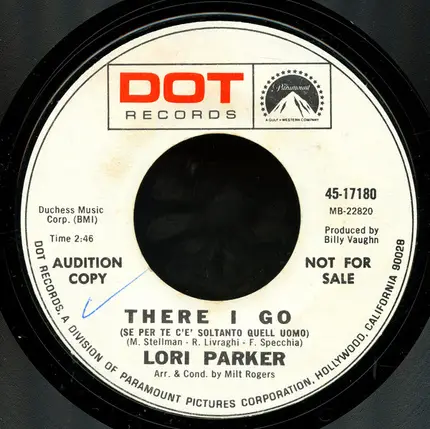 DOT
RECORDS
Paramount
A GULF + WESTERN COMPANY
45-17180
MB-22820
Duchess Music
Corp. (BMI)
Time 2:46
Produced by
Billy Vaughn
AUDITION
COPY
NOT FOR
SALE
THERE I GO
(SE PER TE C'E' SOLTANTO QUELL UOMO)
(M. Stellman - R. Livraghi - F. Specchia)
LORI PARKER
Arr. & Cond. by Milt Rogers
DOT RECORDS, A DIVISION OF PARAMOUNT PICTURES CORPORATION, HOLLYWOOD, CALIFORNIA 90028